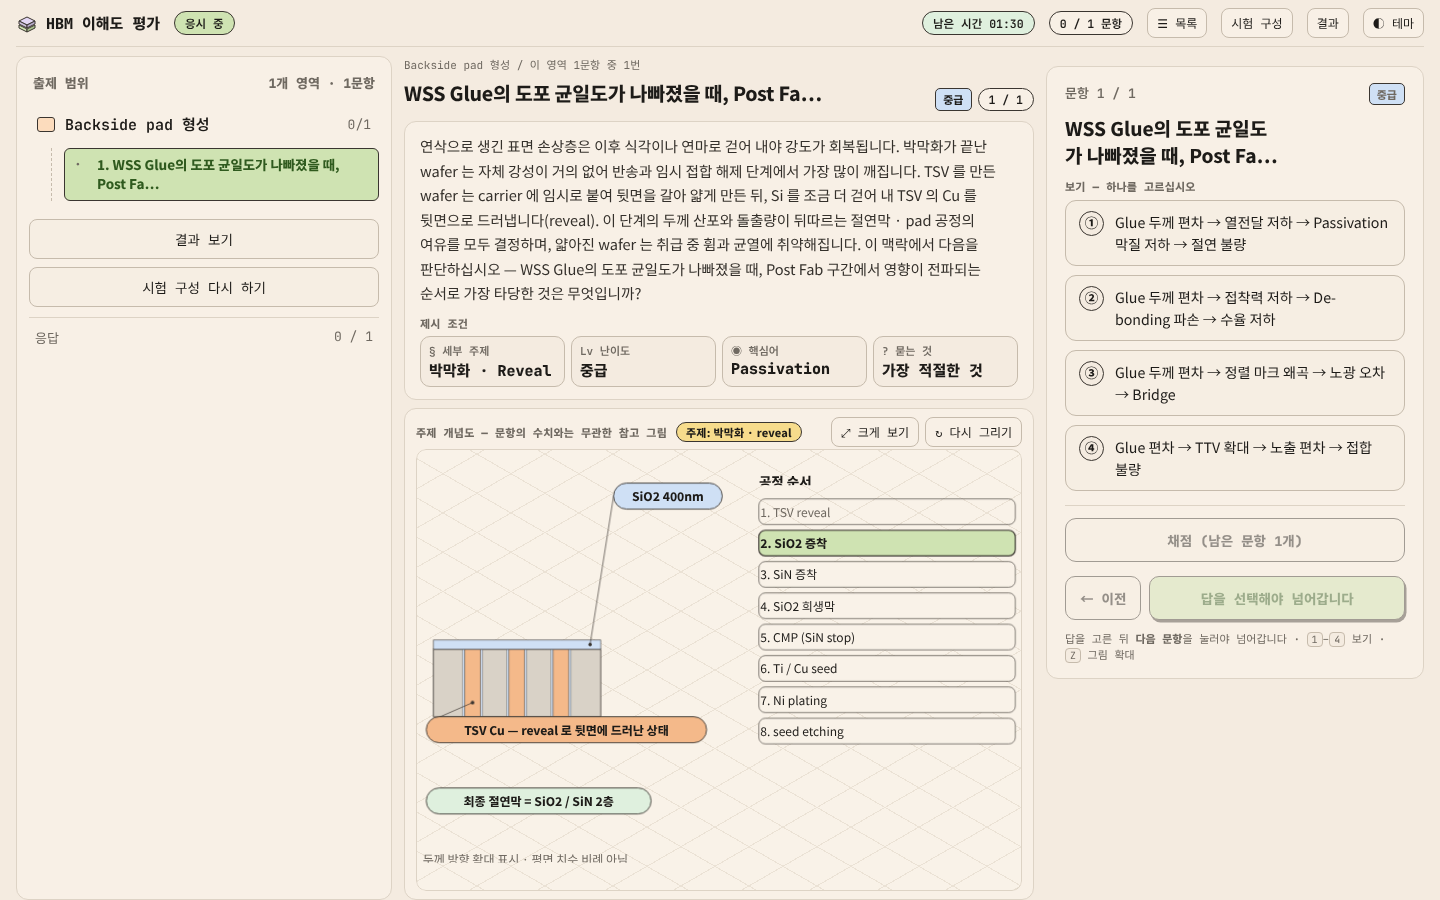 HBM 이해도 평가
응시 중
남은 시간 01:30
0 / 1 문항
☰ 목록
시험 구성
결과
◐ 테마
출제 범위
1개 영역 · 1문항
Backside pad 형성
0/1
· 1. WSS Glue의 도포 균일도가 나빠졌을 때,
Post Fa…
결과 보기
시험 구성 다시 하기
응답
0 / 1
Backside pad 형성 / 이 영역 1문항 중 1번
WSS Glue의 도포 균일도가 나빠졌을 때, Post Fa…
중급
1 / 1
연삭으로 생긴 표면 손상층은 이후 식각이나 연마로 걷어 내야 강도가 회복됩니다. 박막화가 끝난
wafer 는 자체 강성이 거의 없어 반송과 임시 접합 해제 단계에서 가장 많이 깨집니다. TSV 를 만든
wafer 는 carrier 에 임시로 붙여 뒷면을 갈아 얇게 만든 뒤, Si 를 조금 더 걷어 내 TSV 의 Cu 를
뒷면으로 드러냅니다(reveal). 이 단계의 두께 산포와 돌출량이 뒤따르는 절연막 · pad 공정의
여유를 모두 결정하며, 얇아진 wafer 는 취급 중 휨과 균열에 취약해집니다. 이 맥락에서 다음을
판단하십시오 — WSS Glue의 도포 균일도가 나빠졌을 때, Post Fab 구간에서 영향이 전파되는
순서로 가장 타당한 것은 무엇입니까?
제시 조건
§ 세부 주제
박막화 · Reveal
Lv 난이도
중급
◉ 핵심어
Passivation
? 묻는 것
가장 적절한 것
주제 개념도 — 문항의 수치와는 무관한 참고 그림
주제: 박막화 · reveal
⤢ 크게 보기
↻ 다시 그리기
SiO2 400nm
TSV Cu — reveal 로 뒷면에 드러난 상태
최종 절연막 = SiO2 / SiN 2층
두께 방향 확대 표시 · 평면 치수 비례 아님
공정 순서
1. TSV reveal
2. SiO2 증착
3. SiN 증착
4. SiO2 희생막
5. CMP (SiN stop)
6. Ti / Cu seed
7. Ni plating
8. seed etching
문항 1 / 1
중급
WSS Glue의 도포 균일도
가 나빠졌을 때, Post Fa…
보기 — 하나를 고르십시오
① Glue 두께 편차 → 열전달 저하 → Passivation
막질 저하 → 절연 불량
② Glue 두께 편차 → 접착력 저하 → De-
bonding 파손 → 수율 저하
③ Glue 두께 편차 → 정렬 마크 왜곡 → 노광 오차
→ Bridge
④ Glue 편차 → TTV 확대 → 노출 편차 → 접합
불량
채점 (남은 문항 1개)
← 이전
답을 선택해야 넘어갑니다
답을 고른 뒤 다음 문항을 눌러야 넘어갑니다 · 1–4 보기 ·
Z 그림 확대